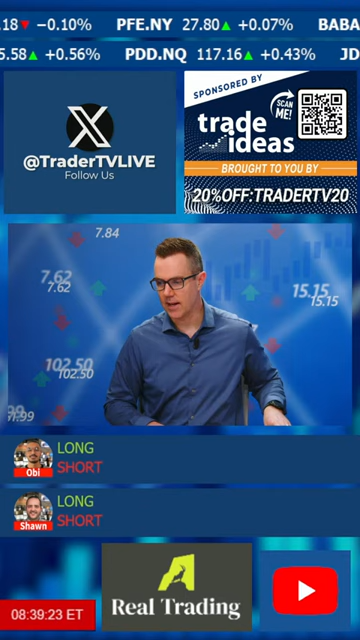 .18▼ −0.10% PFE.NY 27.80▲ +0.07% BABA
5.58▲ +0.56% PDD.NQ 117.16▲ +0.43% JD
@TraderTVLIVE
Follow Us
SPONSORED BY
SCAN ME!
trade
ideas
BROUGHT TO YOU BY
20%OFF:TRADERTV20
7.84
7.62
7.62
15.15
15.15
102.50
102.50
91.99
LONG
SHORT
Obi
LONG
SHORT
Shawn
Real Trading
08:39:23 ET